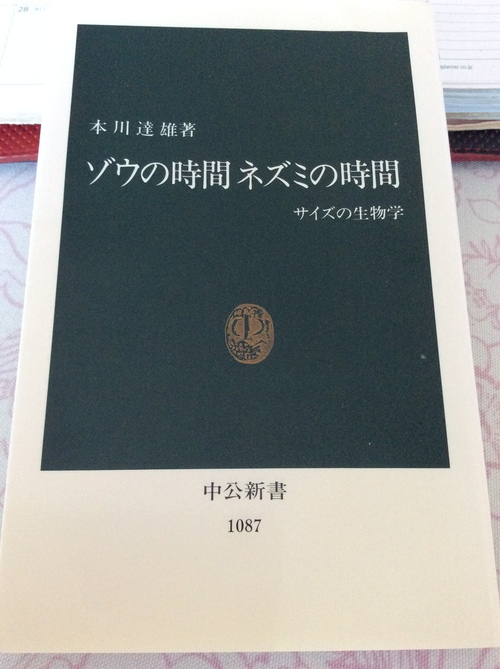 本川達雄著
ゾウの時間 ネズミの時間
サイズの生物学
中公新書
1087
28